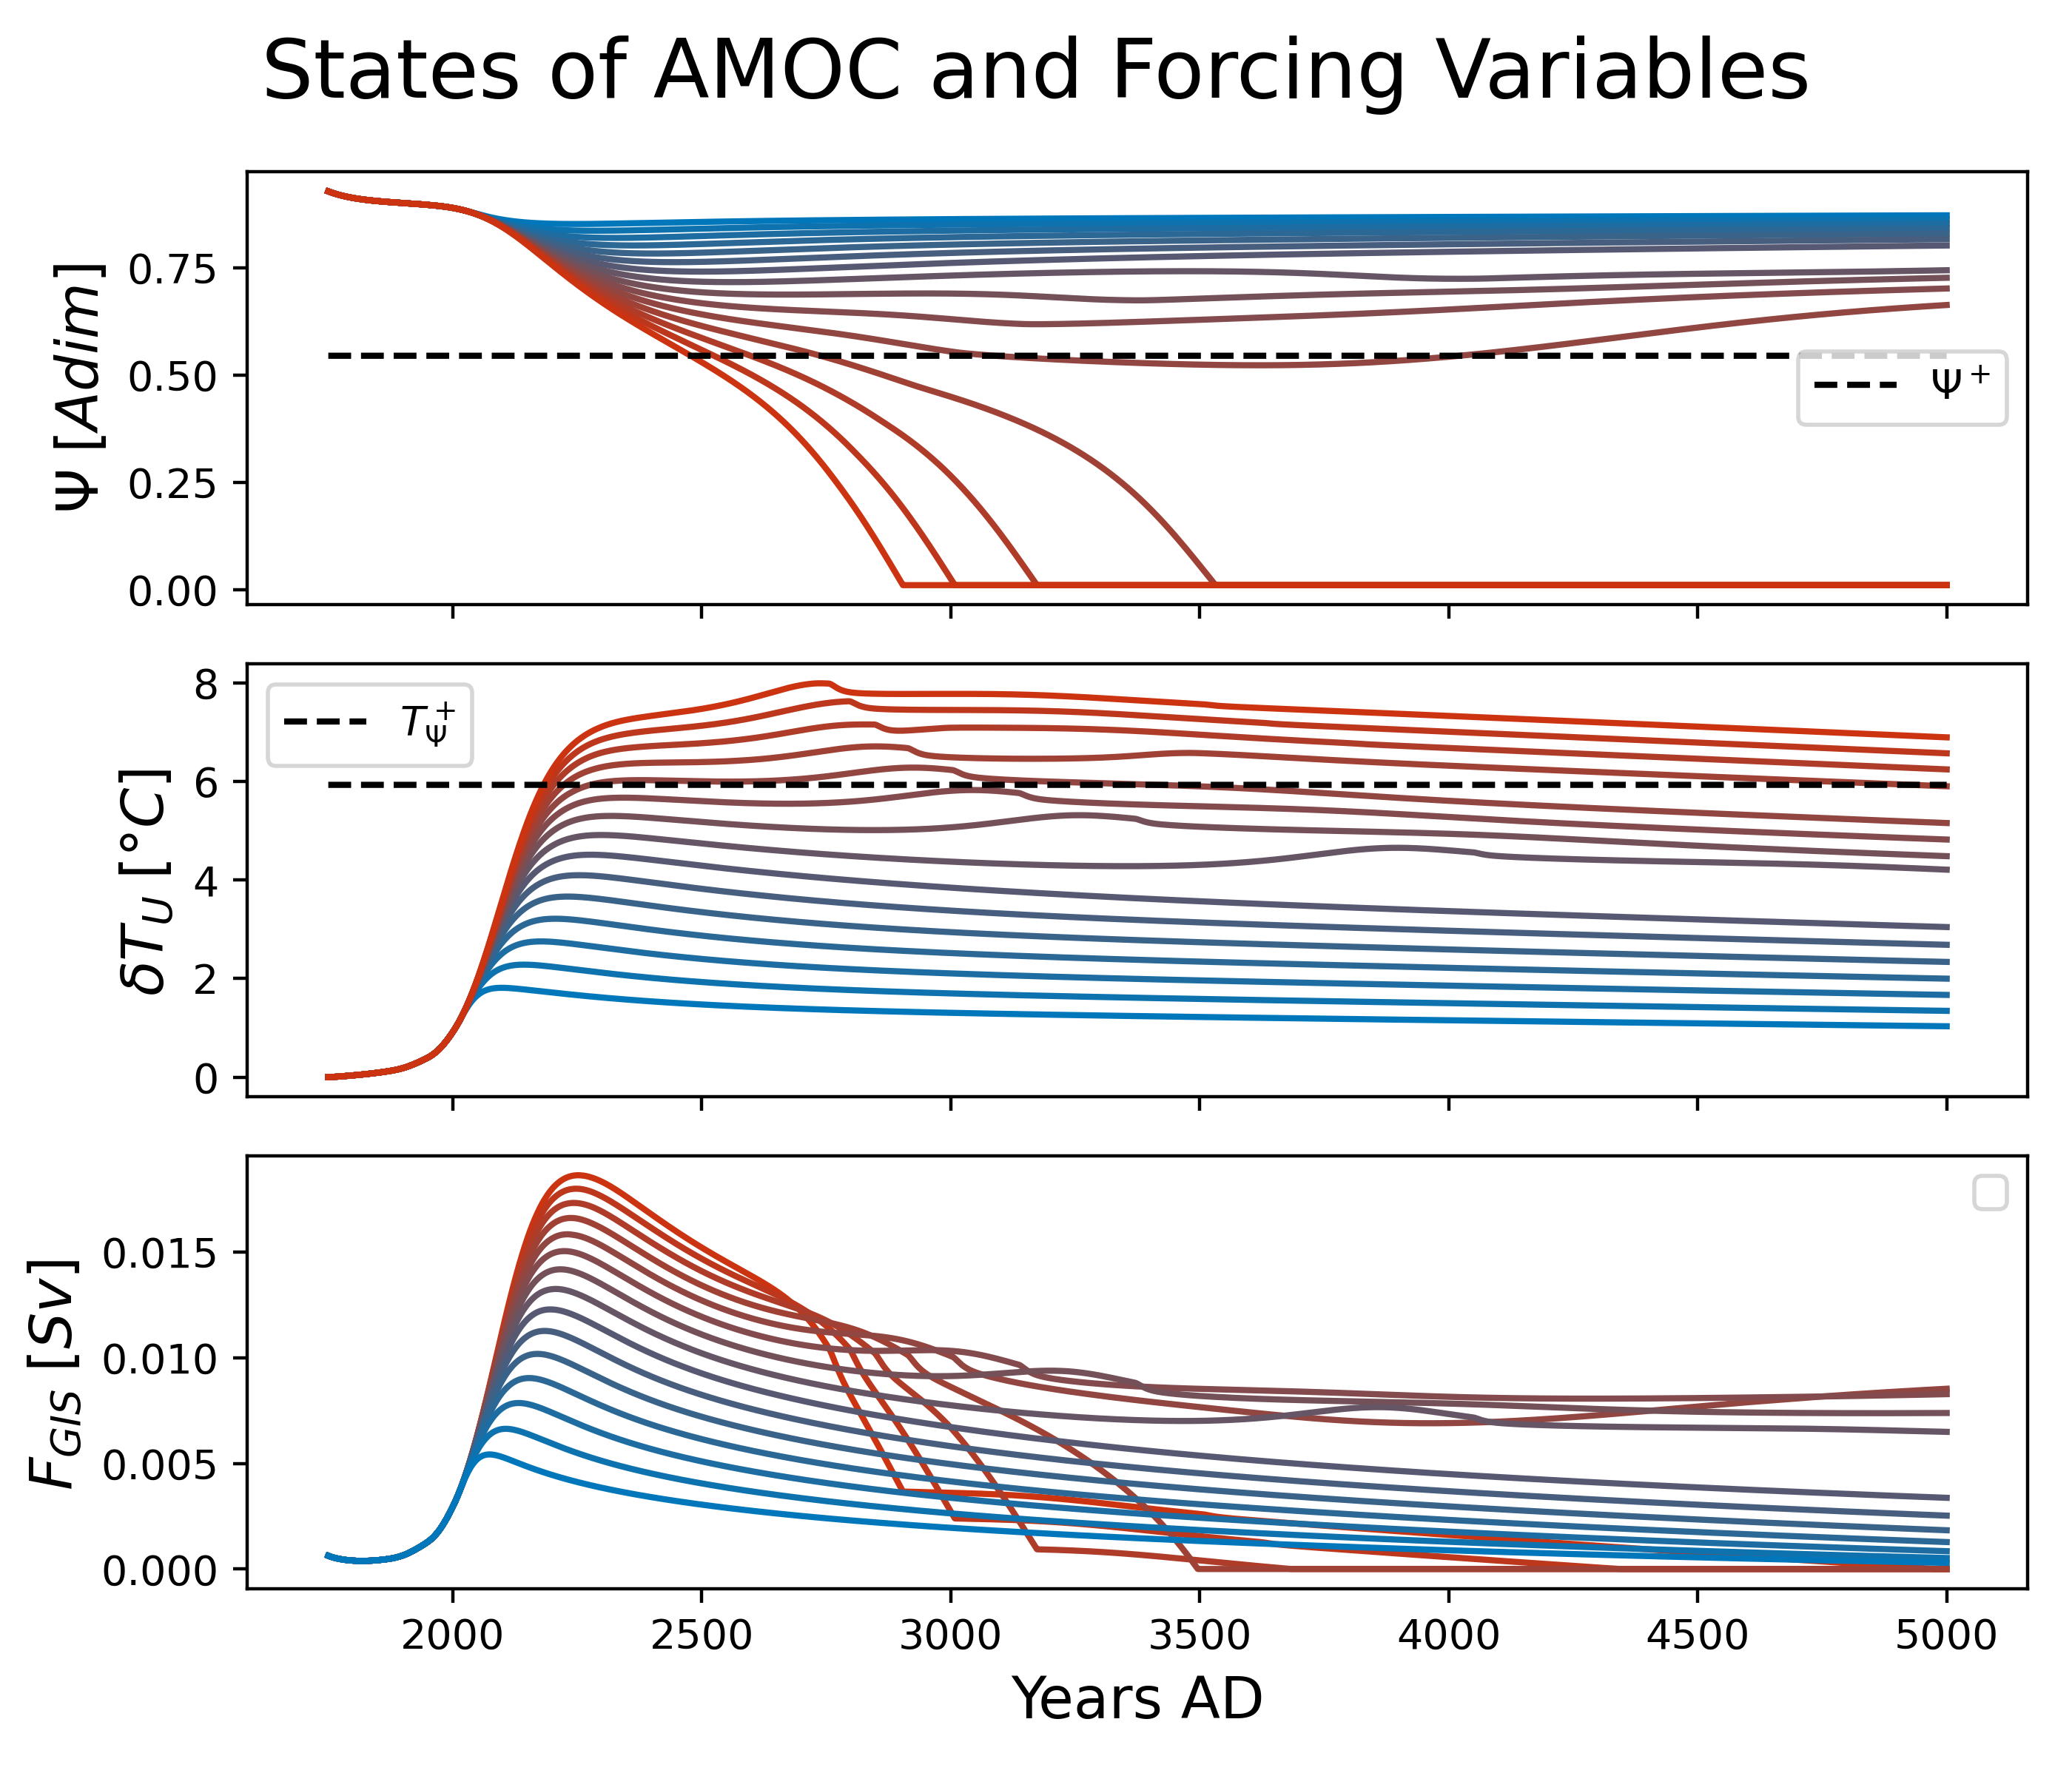 States of AMOC and Forcing Variables
Ψ [Adim]
0.75
0.50
0.25
0.00
Ψ⁺
δT_U [°C]
8
6
4
2
0
T_Ψ⁺
F_GIS [Sv]
0.015
0.010
0.005
0.000
2000 2500 3000 3500 4000 4500 5000
Years AD